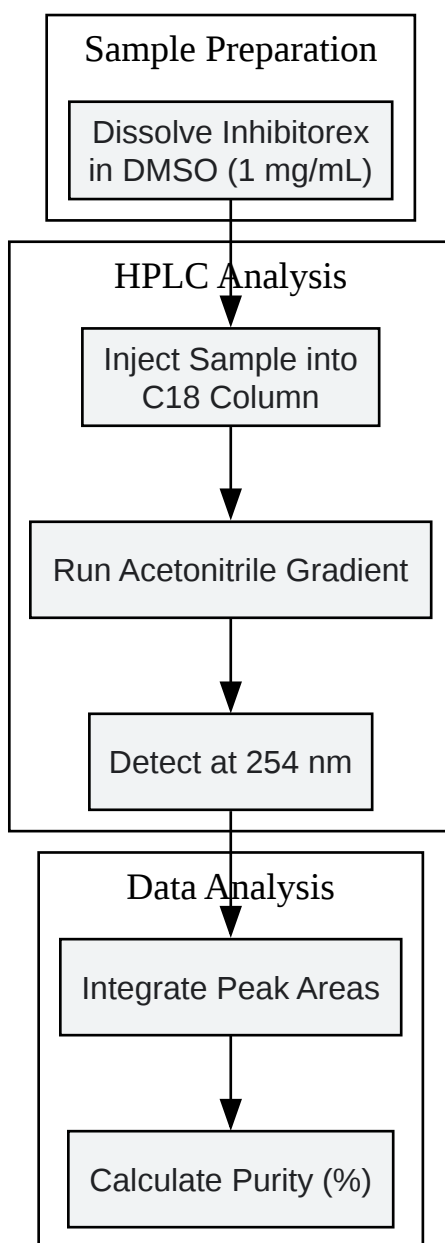 Sample Preparation
Dissolve Inhibitorex
in DMSO (1 mg/mL)
HPLC Analysis
Inject Sample into
C18 Column
Run Acetonitrile Gradient
Detect at 254 nm
Data Analysis
Integrate Peak Areas
Calculate Purity (%)